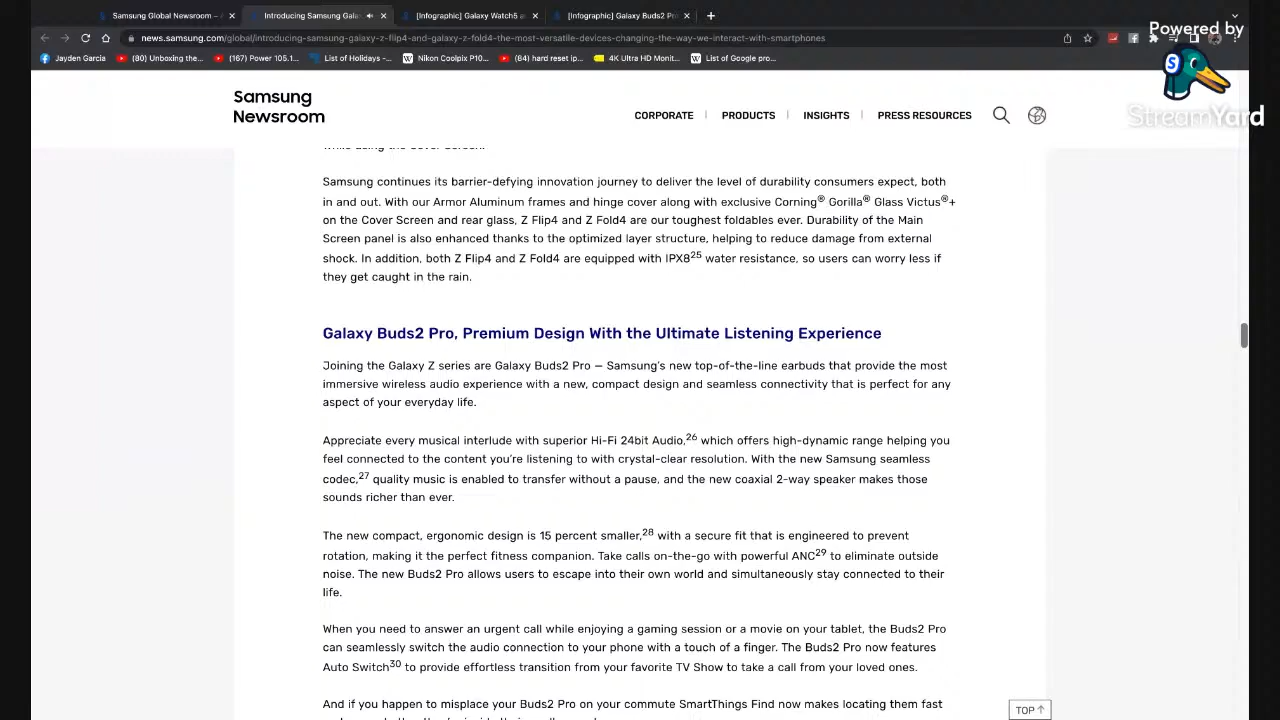 Samsung Global Newsroom –
Introducing Samsung Gala
[Infographic] Galaxy Watch5 a
[Infographic] Galaxy Buds2 Pr
Powered by
StreamYard
news.samsung.com/global/introducing-samsung-galaxy-z-flip4-and-galaxy-z-fold4-the-most-versatile-devices-changing-the-way-we-interact-with-smartphones
Jayden Garcia
(80) Unboxing the...
(167) Power 105.1...
List of Holidays -...
Nikon Coolpix P10...
(84) hard reset ip...
4K Ultra HD Monit...
List of Google pro...
Samsung
Newsroom
CORPORATE
PRODUCTS
INSIGHTS
PRESS RESOURCES
while using the Cover Screen.
Samsung continues its barrier-defying innovation journey to deliver the level of durability consumers expect, both
in and out. With our Armor Aluminum frames and hinge cover along with exclusive Corning® Gorilla® Glass Victus®+
on the Cover Screen and rear glass, Z Flip4 and Z Fold4 are our toughest foldables ever. Durability of the Main
Screen panel is also enhanced thanks to the optimized layer structure, helping to reduce damage from external
shock. In addition, both Z Flip4 and Z Fold4 are equipped with IPX8²⁵ water resistance, so users can worry less if
they get caught in the rain.
Galaxy Buds2 Pro, Premium Design With the Ultimate Listening Experience
Joining the Galaxy Z series are Galaxy Buds2 Pro — Samsung's new top-of-the-line earbuds that provide the most
immersive wireless audio experience with a new, compact design and seamless connectivity that is perfect for any
aspect of your everyday life.
Appreciate every musical interlude with superior Hi-Fi 24bit Audio,²⁶ which offers high-dynamic range helping you
feel connected to the content you're listening to with crystal-clear resolution. With the new Samsung seamless
codec,²⁷ quality music is enabled to transfer without a pause, and the new coaxial 2-way speaker makes those
sounds richer than ever.
The new compact, ergonomic design is 15 percent smaller,²⁸ with a secure fit that is engineered to prevent
rotation, making it the perfect fitness companion. Take calls on-the-go with powerful ANC²⁹ to eliminate outside
noise. The new Buds2 Pro allows users to escape into their own world and simultaneously stay connected to their
life.
When you need to answer an urgent call while enjoying a gaming session or a movie on your tablet, the Buds2 Pro
can seamlessly switch the audio connection to your phone with a touch of a finger. The Buds2 Pro now features
Auto Switch³⁰ to provide effortless transition from your favorite TV Show to take a call from your loved ones.
And if you happen to misplace your Buds2 Pro on your commute SmartThings Find now makes locating them fast
TOP